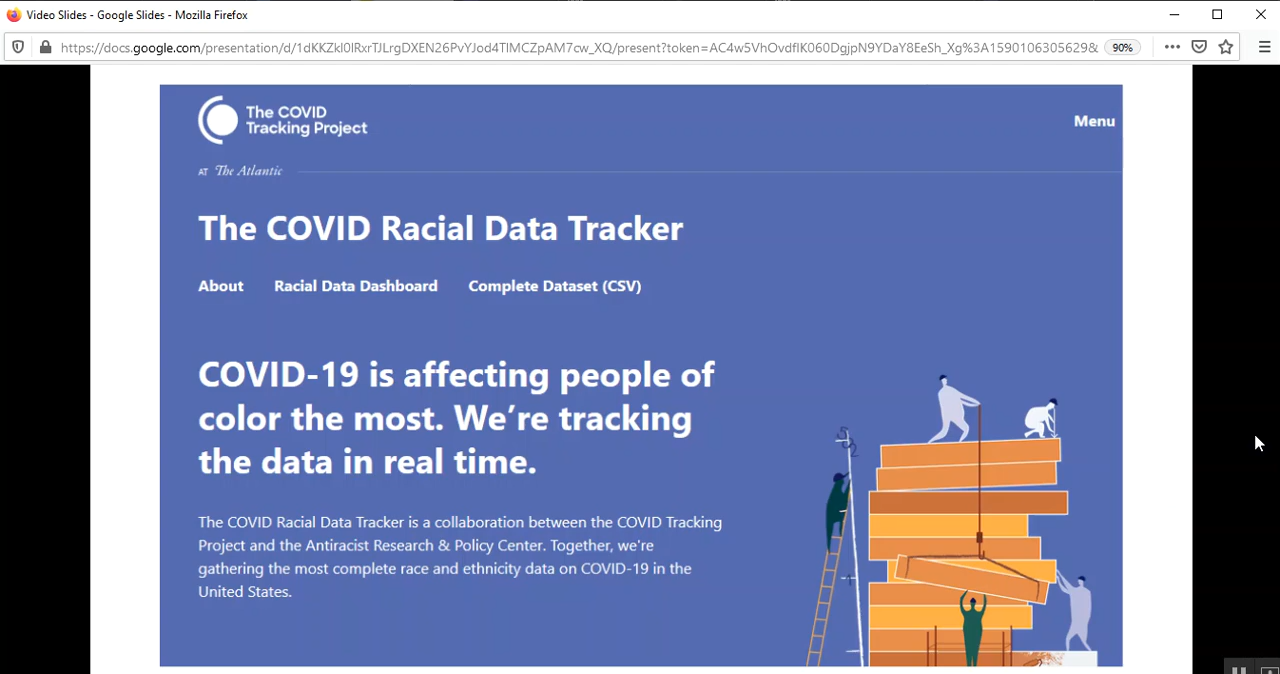 Video Slides - Google Slides - Mozilla Firefox
https://docs.google.com/presentation/d/1dKKZkl0lRxrTJLrgDXEN26PvYJod4TlMCZpAM7cw_XQ/present?token=AC4w5VhOvdflK060DgjpN9YDaY8EeSh_Xg%3A1590106305629& 90%
The COVID
Tracking Project
Menu
AT The Atlantic
The COVID Racial Data Tracker
About Racial Data Dashboard Complete Dataset (CSV)
COVID-19 is affecting people of
color the most. We're tracking
the data in real time.
The COVID Racial Data Tracker is a collaboration between the COVID Tracking
Project and the Antiracist Research & Policy Center. Together, we're
gathering the most complete race and ethnicity data on COVID-19 in the
United States.